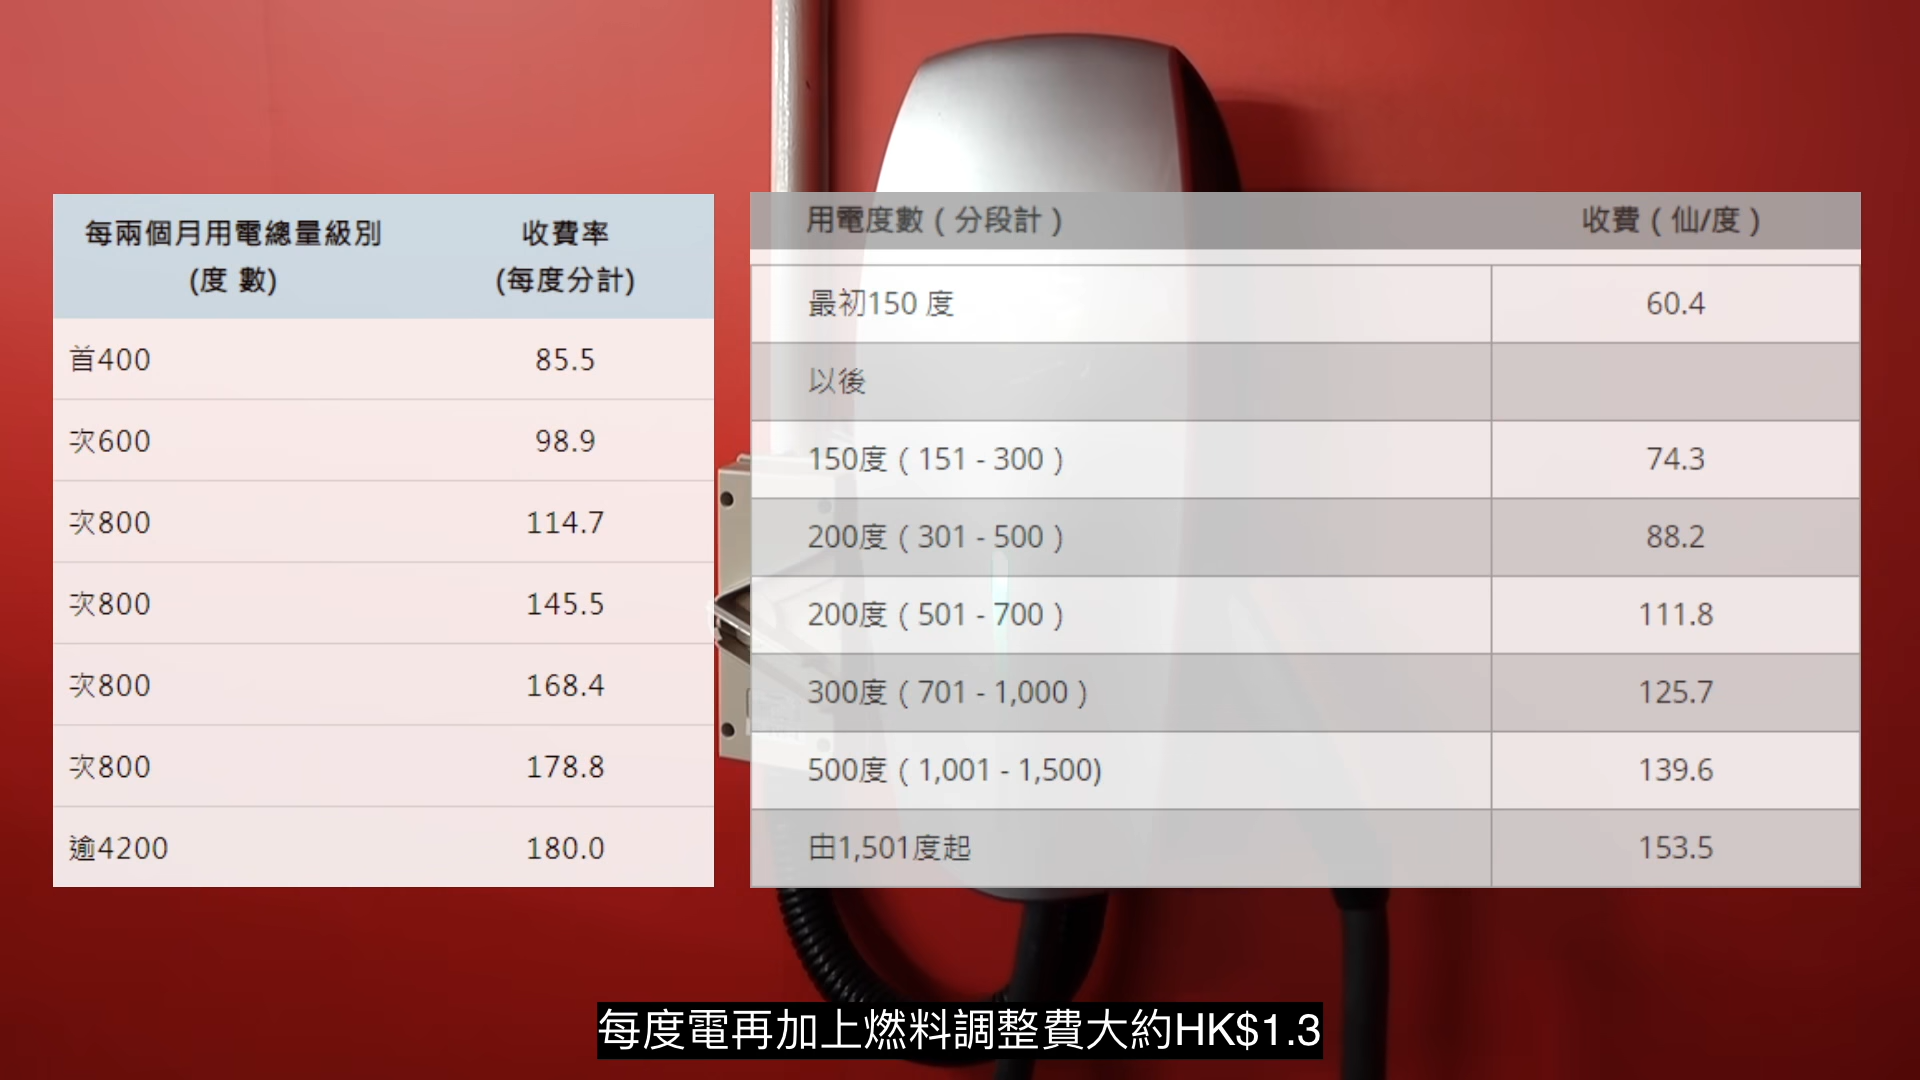 每兩個月用電總量級別 收費率
(度 數) (每度分計)
首400 85.5
次600 98.9
次800 114.7
次800 145.5
次800 168.4
次800 178.8
逾4200 180.0
用電度數（分段計） 收費（仙/度）
最初150 度 60.4
以後
150度（151 - 300） 74.3
200度（301 - 500） 88.2
200度（501 - 700） 111.8
300度（701 - 1,000） 125.7
500度（1,001 - 1,500) 139.6
由1,501度起 153.5
每度電再加上燃料調整費大約HK$1.3